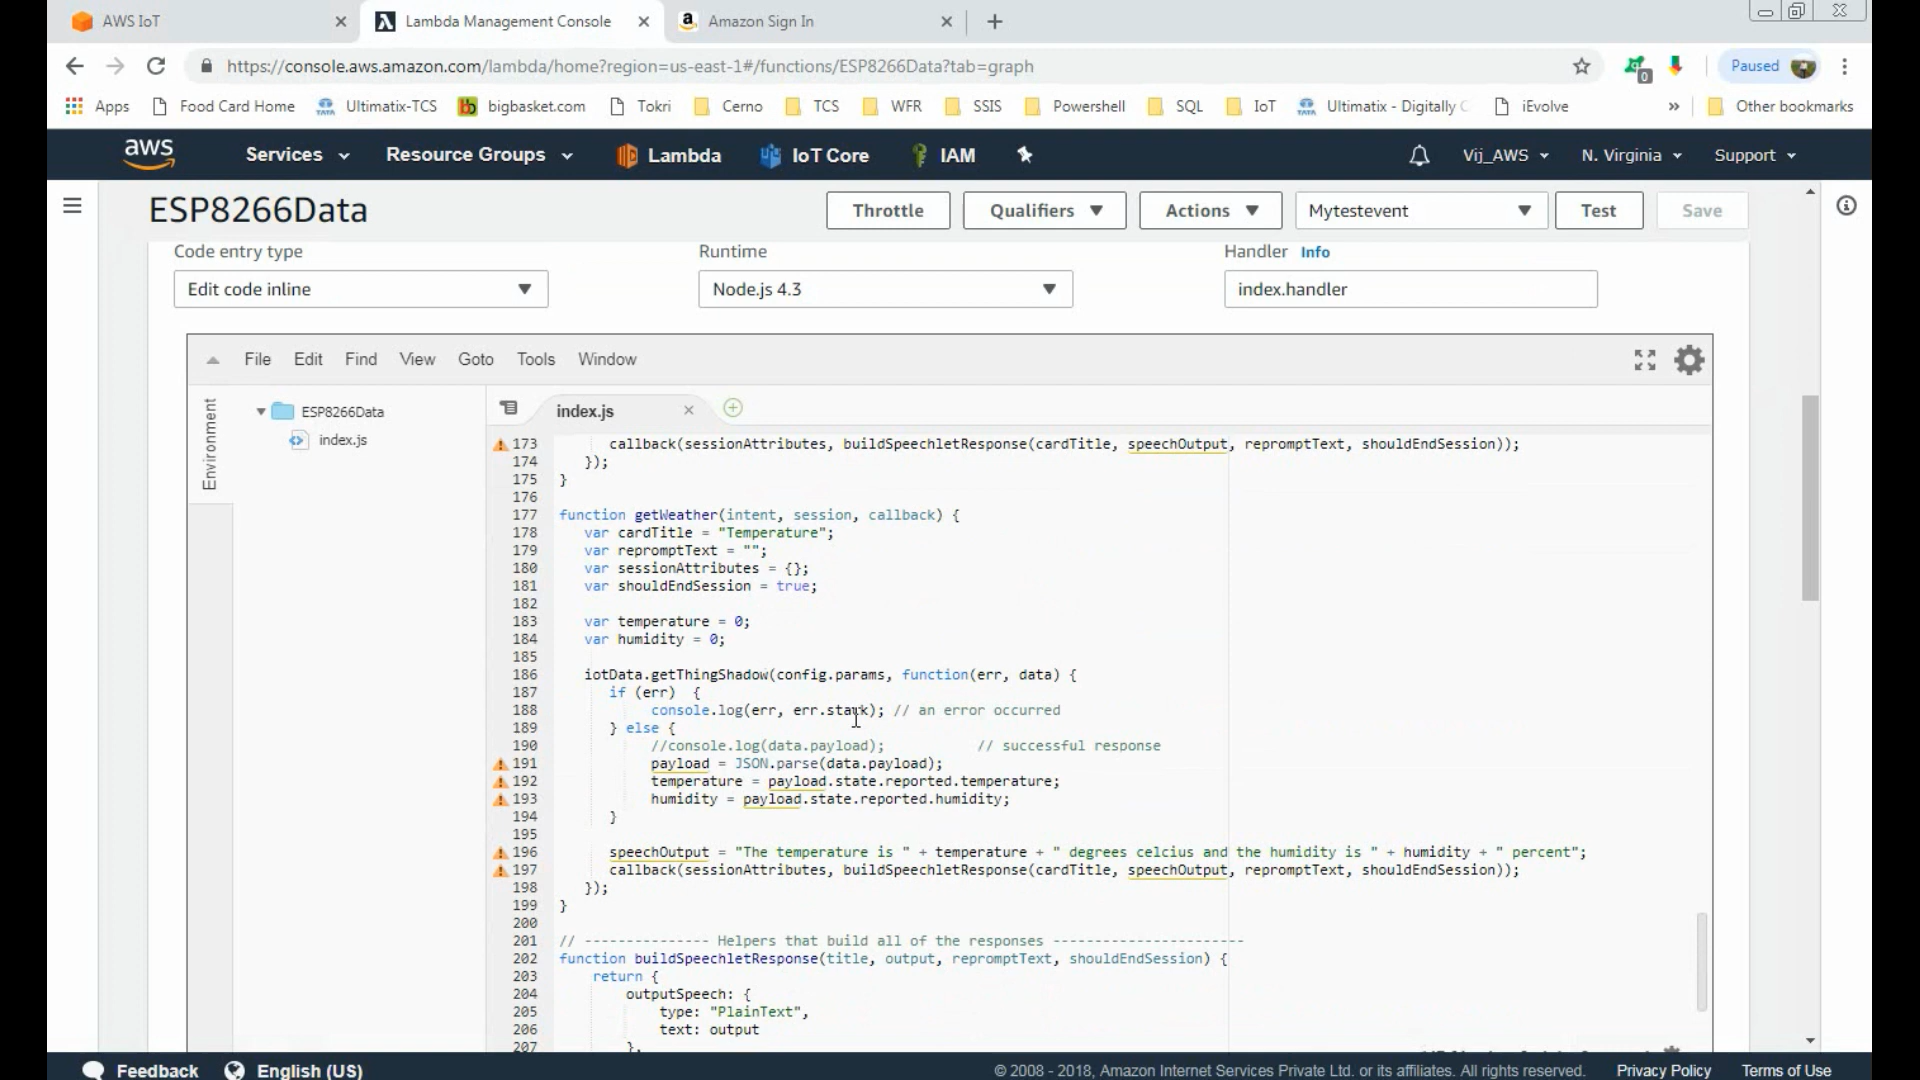 AWS IoT
Lambda Management Console
Amazon Sign In
https://console.aws.amazon.com/lambda/home?region=us-east-1#/functions/ESP8266Data?tab=graph
0
Paused
Apps
Food Card Home
Ultimatix-TCS
bb
bigbasket.com
Tokri
Cerno
TCS
WFR
SSIS
Powershell
SQL
IoT
Ultimatix - Digitally
iEvolve
»
Other bookmarks
aws
Services
Resource Groups
Lambda
IoT Core
IAM
Vij_AWS
N. Virginia
Support
ESP8266Data
Throttle
Qualifiers
Actions
Mytestevent
Test
Save
Code entry type
Runtime
Handler Info
Edit code inline
Node.js 4.3
index.handler
File Edit Find View Goto Tools Window
Environment
ESP8266Data
index.js
index.js
173 callback(sessionAttributes, buildSpeechletResponse(cardTitle, speechOutput, repromptText, shouldEndSession));
174 });
175 }
176
177 function getWeather(intent, session, callback) {
178 var cardTitle = "Temperature";
179 var repromptText = "";
180 var sessionAttributes = {};
181 var shouldEndSession = true;
182
183 var temperature = 0;
184 var humidity = 0;
185
186 iotData.getThingShadow(config.params, function(err, data) {
187 if (err) {
188 console.log(err, err.stack); // an error occurred
189 } else {
190 //console.log(data.payload); // successful response
191 payload = JSON.parse(data.payload);
192 temperature = payload.state.reported.temperature;
193 humidity = payload.state.reported.humidity;
194 }
195
196 speechOutput = "The temperature is " + temperature + " degrees celcius and the humidity is " + humidity + " percent";
197 callback(sessionAttributes, buildSpeechletResponse(cardTitle, speechOutput, repromptText, shouldEndSession));
198 });
199 }
200
201 // --------------- Helpers that build all of the responses -----------------------
202 function buildSpeechletResponse(title, output, repromptText, shouldEndSession) {
203 return {
204 outputSpeech: {
205 type: "PlainText",
206 text: output
207 },
Feedback
English (US)
© 2008 - 2018, Amazon Internet Services Private Ltd. or its affiliates. All rights reserved.
Privacy Policy
Terms of Use